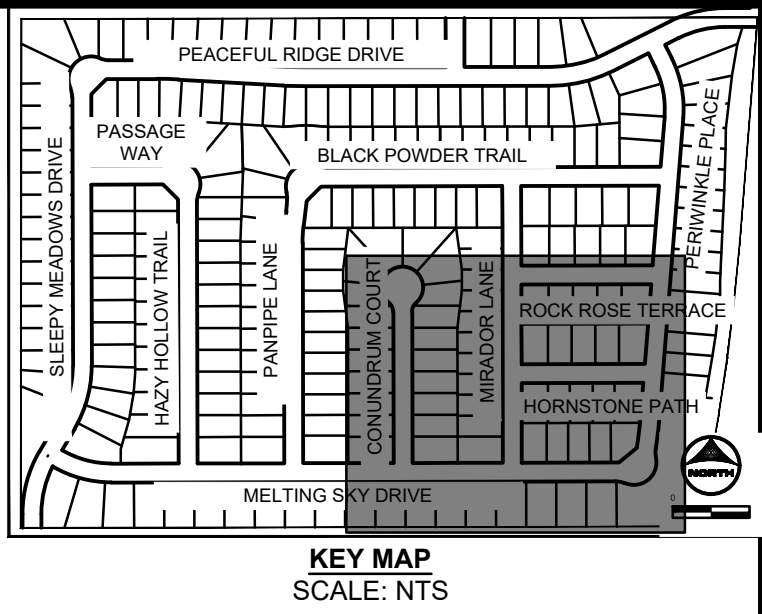 PEACEFUL RIDGE DRIVE
PASSAGE
WAY
BLACK POWDER TRAIL
SLEEPY MEADOWS DRIVE
HAZY HOLLOW TRAIL
PANPIPE LANE
CONUNDRUM COURT
MIRADOR LANE
PERIWINKLE PLACE
ROCK ROSE TERRACE
HORNSTONE PATH
MELTING SKY DRIVE
NORTH
0
KEY MAP
SCALE: NTS